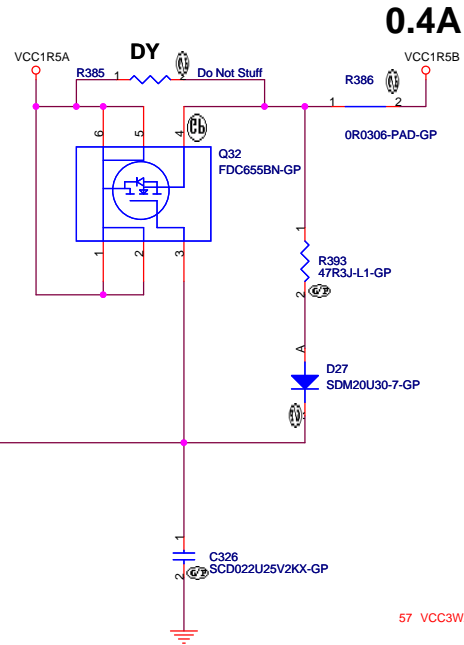 0.4A
VCC1R5A
DY
VCC1R5B
R385
1
2
Do Not Stuff
R386
1
2
0R0306-PAD-GP
6
5
4
Q32
FDC655BN-GP
1
2
3
1
R393
47R3J-L1-GP
2
G/P
A
D27
SDM20U30-7-GP
1
C326
SCD022U25V2KX-GP
2
G/P
57 VCC3W